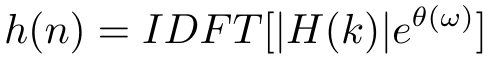 h(n) = IDFT[|H(k)|e^{θ(ω)}]